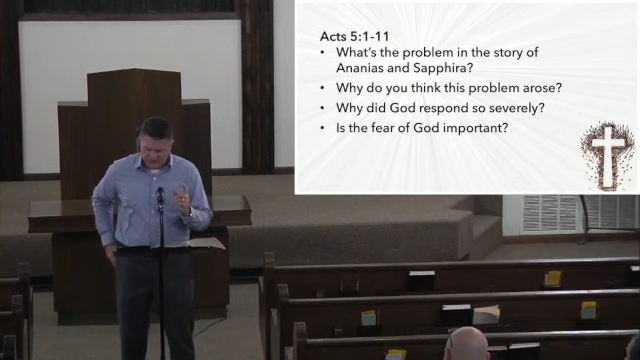 Acts 5:1-11
• What's the problem in the story of
Ananias and Sapphira?
• Why do you think this problem arose?
• Why did God respond so severely?
• Is the fear of God important?